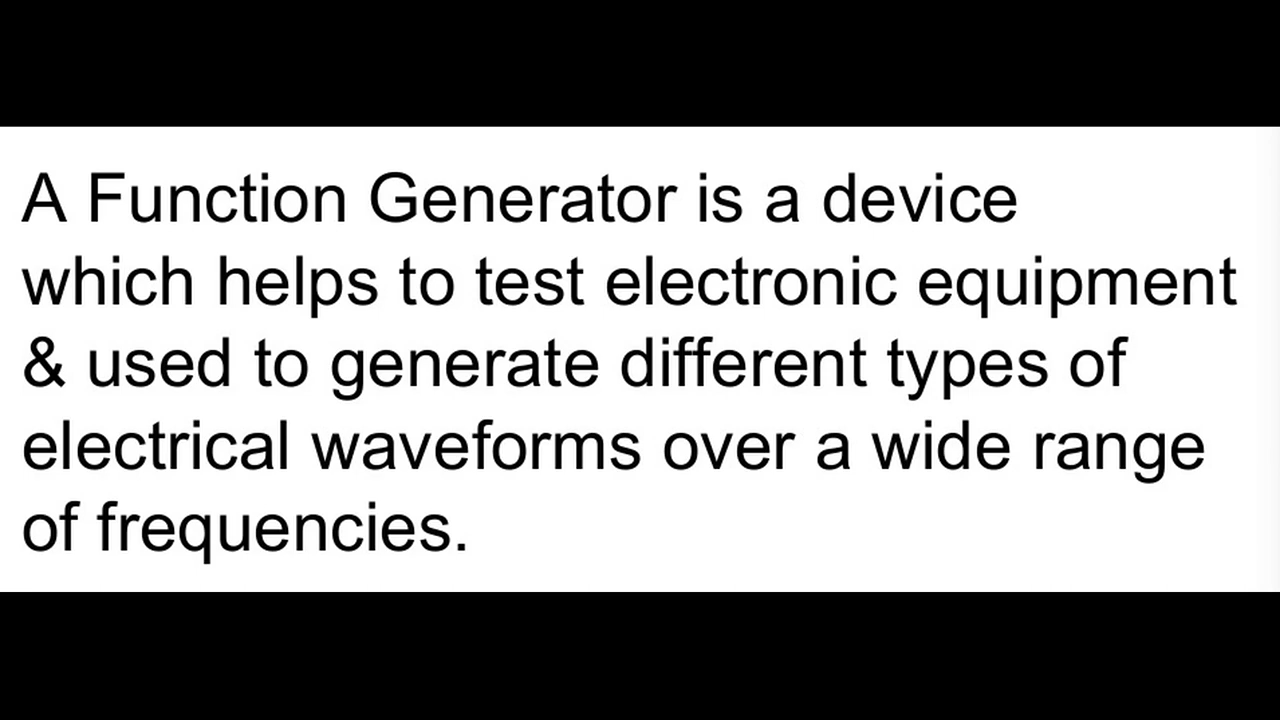 A Function Generator is a device
which helps to test electronic equipment
& used to generate different types of
electrical waveforms over a wide range
of frequencies.